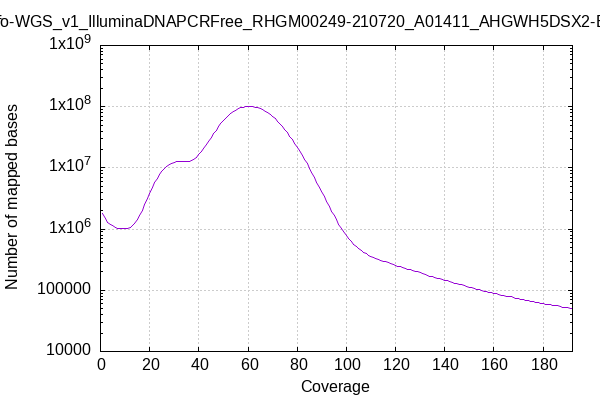 WGS_v1_IlluminaDNAPCRFree_RHGM00249-210720_A01411_AHGWH5DSX2-
1x10^9
1x10^8
1x10^7
1x10^6
100000
10000
Number of mapped bases
0 20 40 60 80 100 120 140 160 180
Coverage